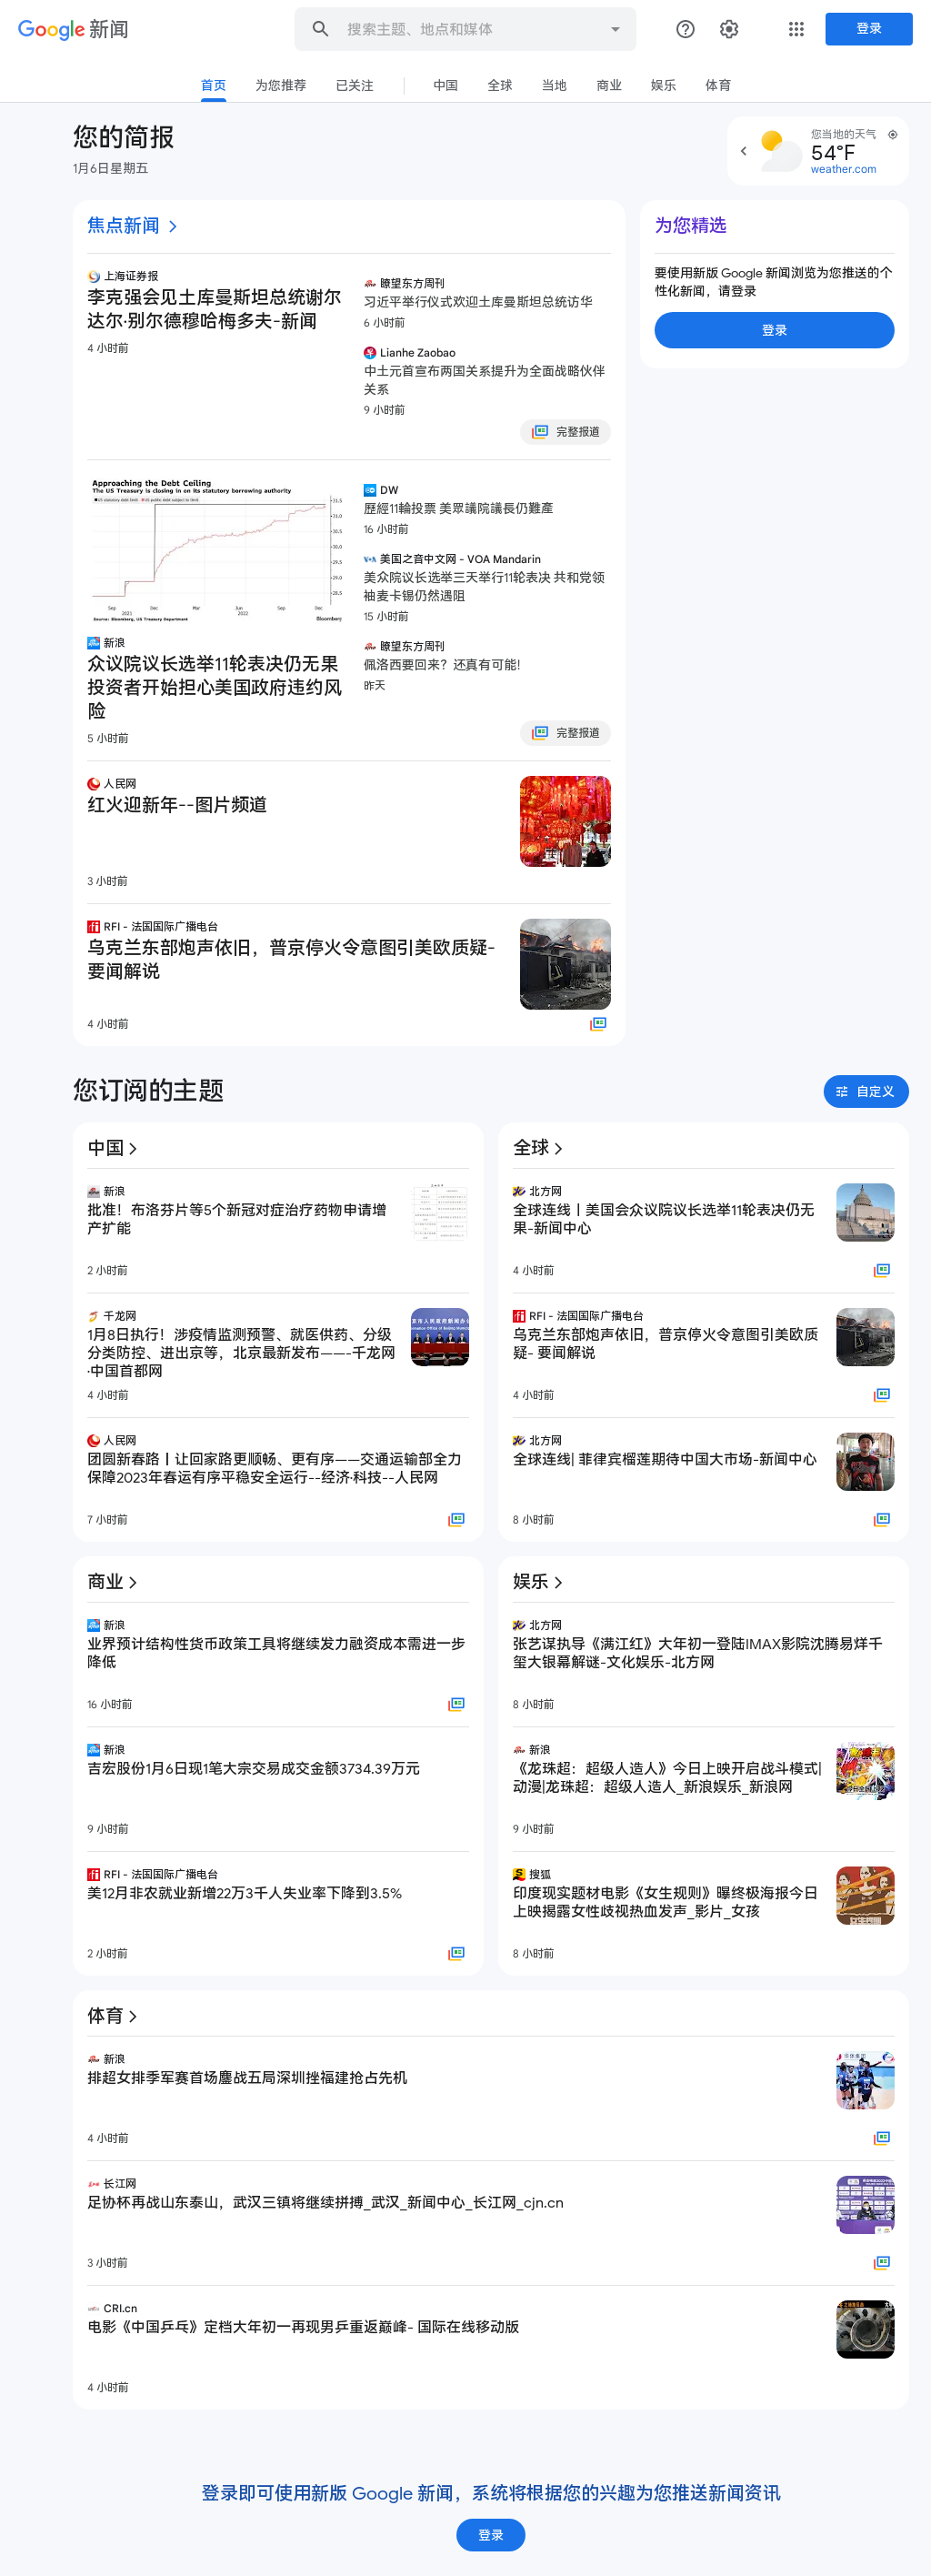 Google 新闻
搜索主题、地点和媒体
登录
首页
为您推荐
已关注
中国
全球
当地
商业
娱乐
体育
您的简报
1月6日星期五
您当地的天气
54°F
weather.com
焦点新闻
上海证券报
李克强会见土库曼斯坦总统谢尔
达尔·别尔德穆哈梅多夫-新闻
4 小时前
瞭望东方周刊
习近平举行仪式欢迎土库曼斯坦总统访华
6 小时前
Lianhe Zaobao
中土元首宣布两国关系提升为全面战略伙伴
关系
9 小时前
完整报道
为您精选
要使用新版 Google 新闻浏览为您推送的个
性化新闻，请登录
登录
Approaching the Debt Ceiling
The US Treasury is closing in on its statutory borrowing authority
US statutory debt limit
US public debt subject to limit
33.5
31.0
30.5
30.0
29.5
29.0
28.5
Sep
Dec
Mar
Jun
Sep
Dec
2021
2022
Source: Bloomberg, US Treasury Department
Bloomberg
新浪
众议院议长选举11轮表决仍无果
投资者开始担心美国政府违约风
险
5 小时前
DW
歷經11輪投票 美眾議院議長仍難產
16 小时前
美国之音中文网 - VOA Mandarin
美众院议长选举三天举行11轮表决 共和党领
袖麦卡锡仍然遇阻
15 小时前
瞭望东方周刊
佩洛西要回来？还真有可能!
昨天
完整报道
人民网
红火迎新年--图片频道
3 小时前
RFI - 法国国际广播电台
乌克兰东部炮声依旧，普京停火令意图引美欧质疑-
要闻解说
4 小时前
您订阅的主题
自定义
中国
新浪
批准！布洛芬片等5个新冠对症治疗药物申请增
产扩能
2 小时前
千龙网
1月8日执行！涉疫情监测预警、就医供药、分级
分类防控、进出京等，北京最新发布——-千龙网
·中国首都网
4 小时前
人民网
团圆新春路丨让回家路更顺畅、更有序——交通运输部全力
保障2023年春运有序平稳安全运行--经济·科技--人民网
7 小时前
全球
北方网
全球连线丨美国会众议院议长选举11轮表决仍无
果-新闻中心
4 小时前
RFI - 法国国际广播电台
乌克兰东部炮声依旧，普京停火令意图引美欧质
疑- 要闻解说
4 小时前
北方网
全球连线| 菲律宾榴莲期待中国大市场-新闻中心
8 小时前
商业
新浪
业界预计结构性货币政策工具将继续发力融资成本需进一步
降低
16 小时前
新浪
吉宏股份1月6日现1笔大宗交易成交金额3734.39万元
9 小时前
RFI - 法国国际广播电台
美12月非农就业新增22万3千人失业率下降到3.5%
2 小时前
娱乐
北方网
张艺谋执导《满江红》大年初一登陆IMAX影院沈腾易烊千
玺大银幕解谜-文化娱乐-北方网
8 小时前
新浪
《龙珠超：超级人造人》今日上映开启战斗模式|
动漫|龙珠超：超级人造人_新浪娱乐_新浪网
9 小时前
搜狐
印度现实题材电影《女生规则》曝终极海报今日
上映揭露女性歧视热血发声_影片_女孩
8 小时前
体育
新浪
排超女排季军赛首场鏖战五局深圳挫福建抢占先机
4 小时前
长江网
足协杯再战山东泰山，武汉三镇将继续拼搏_武汉_新闻中心_长江网_cjn.cn
3 小时前
CRI.cn
电影《中国乒乓》定档大年初一再现男乒重返巅峰- 国际在线移动版
4 小时前
登录即可使用新版 Google 新闻，系统将根据您的兴趣为您推送新闻资讯
登录